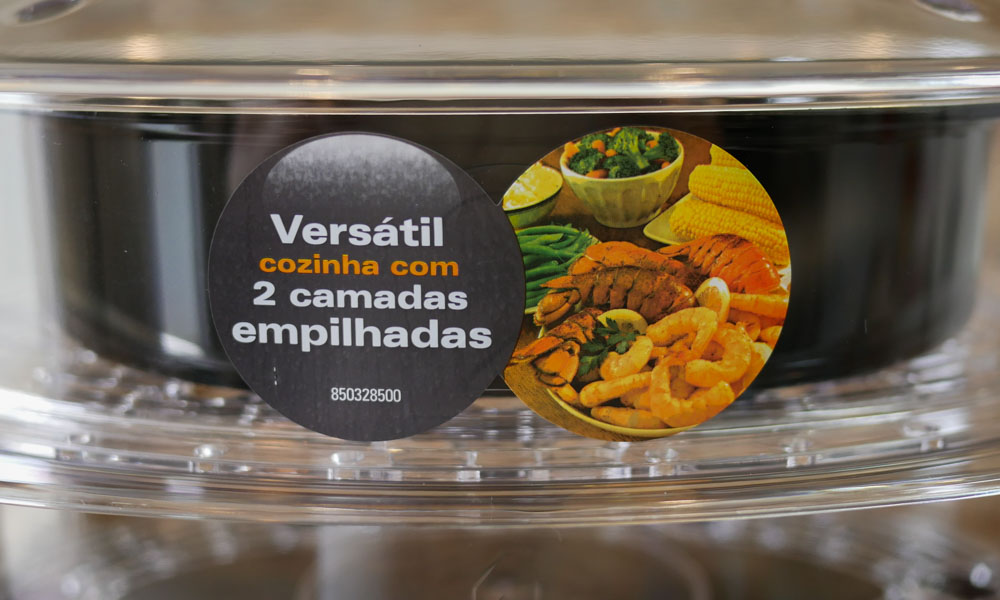 Versátil
cozinha com
2 camadas
empilhadas
850328500